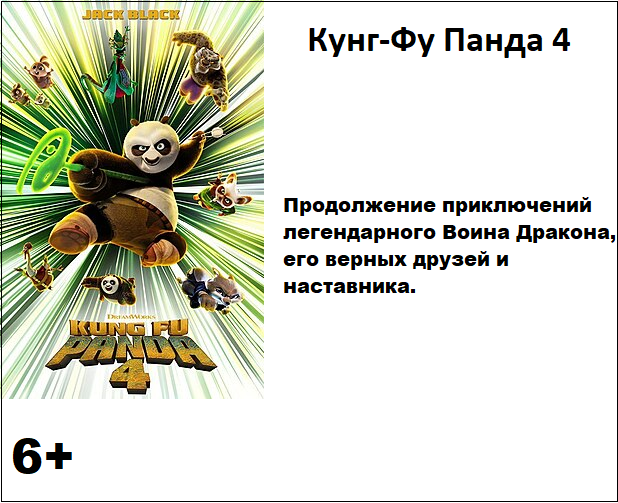 JACK BLACK
Кунг-Фу Панда 4
Продолжение приключений
легендарного Воина Дракона,
его верных друзей и
наставника.
DREAMWORKS
KUNG FU
PANDA
4
6+